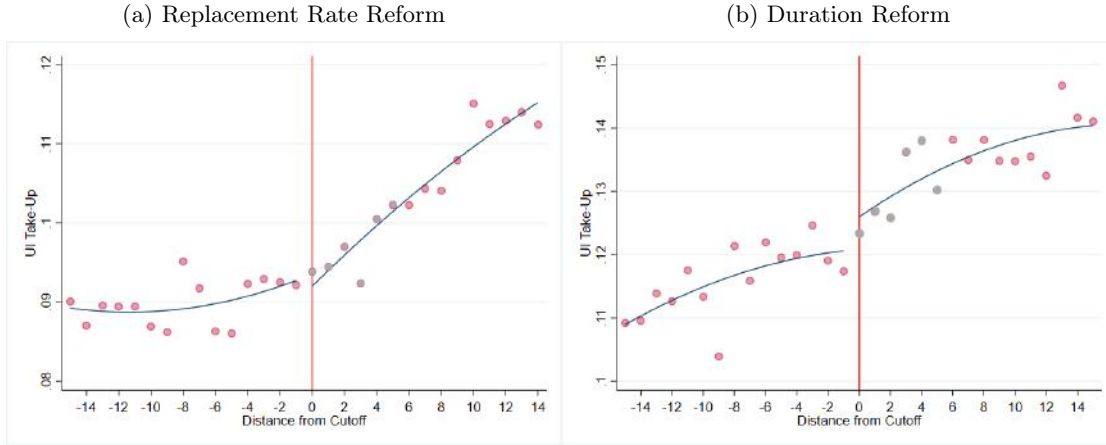 (a) Replacement Rate Reform
.12
.11
.1
.09
.08
UI Take-Up
-14 -12 -10 -8 -6 -4 -2 0 2 4 6 8 10 12 14
Distance from Cutoff
(b) Duration Reform
.15
.14
.13
.12
.11
.1
UI Take-Up
-14 -12 -10 -8 -6 -4 -2 0 2 4 6 8 10 12 14
Distance from Cutoff